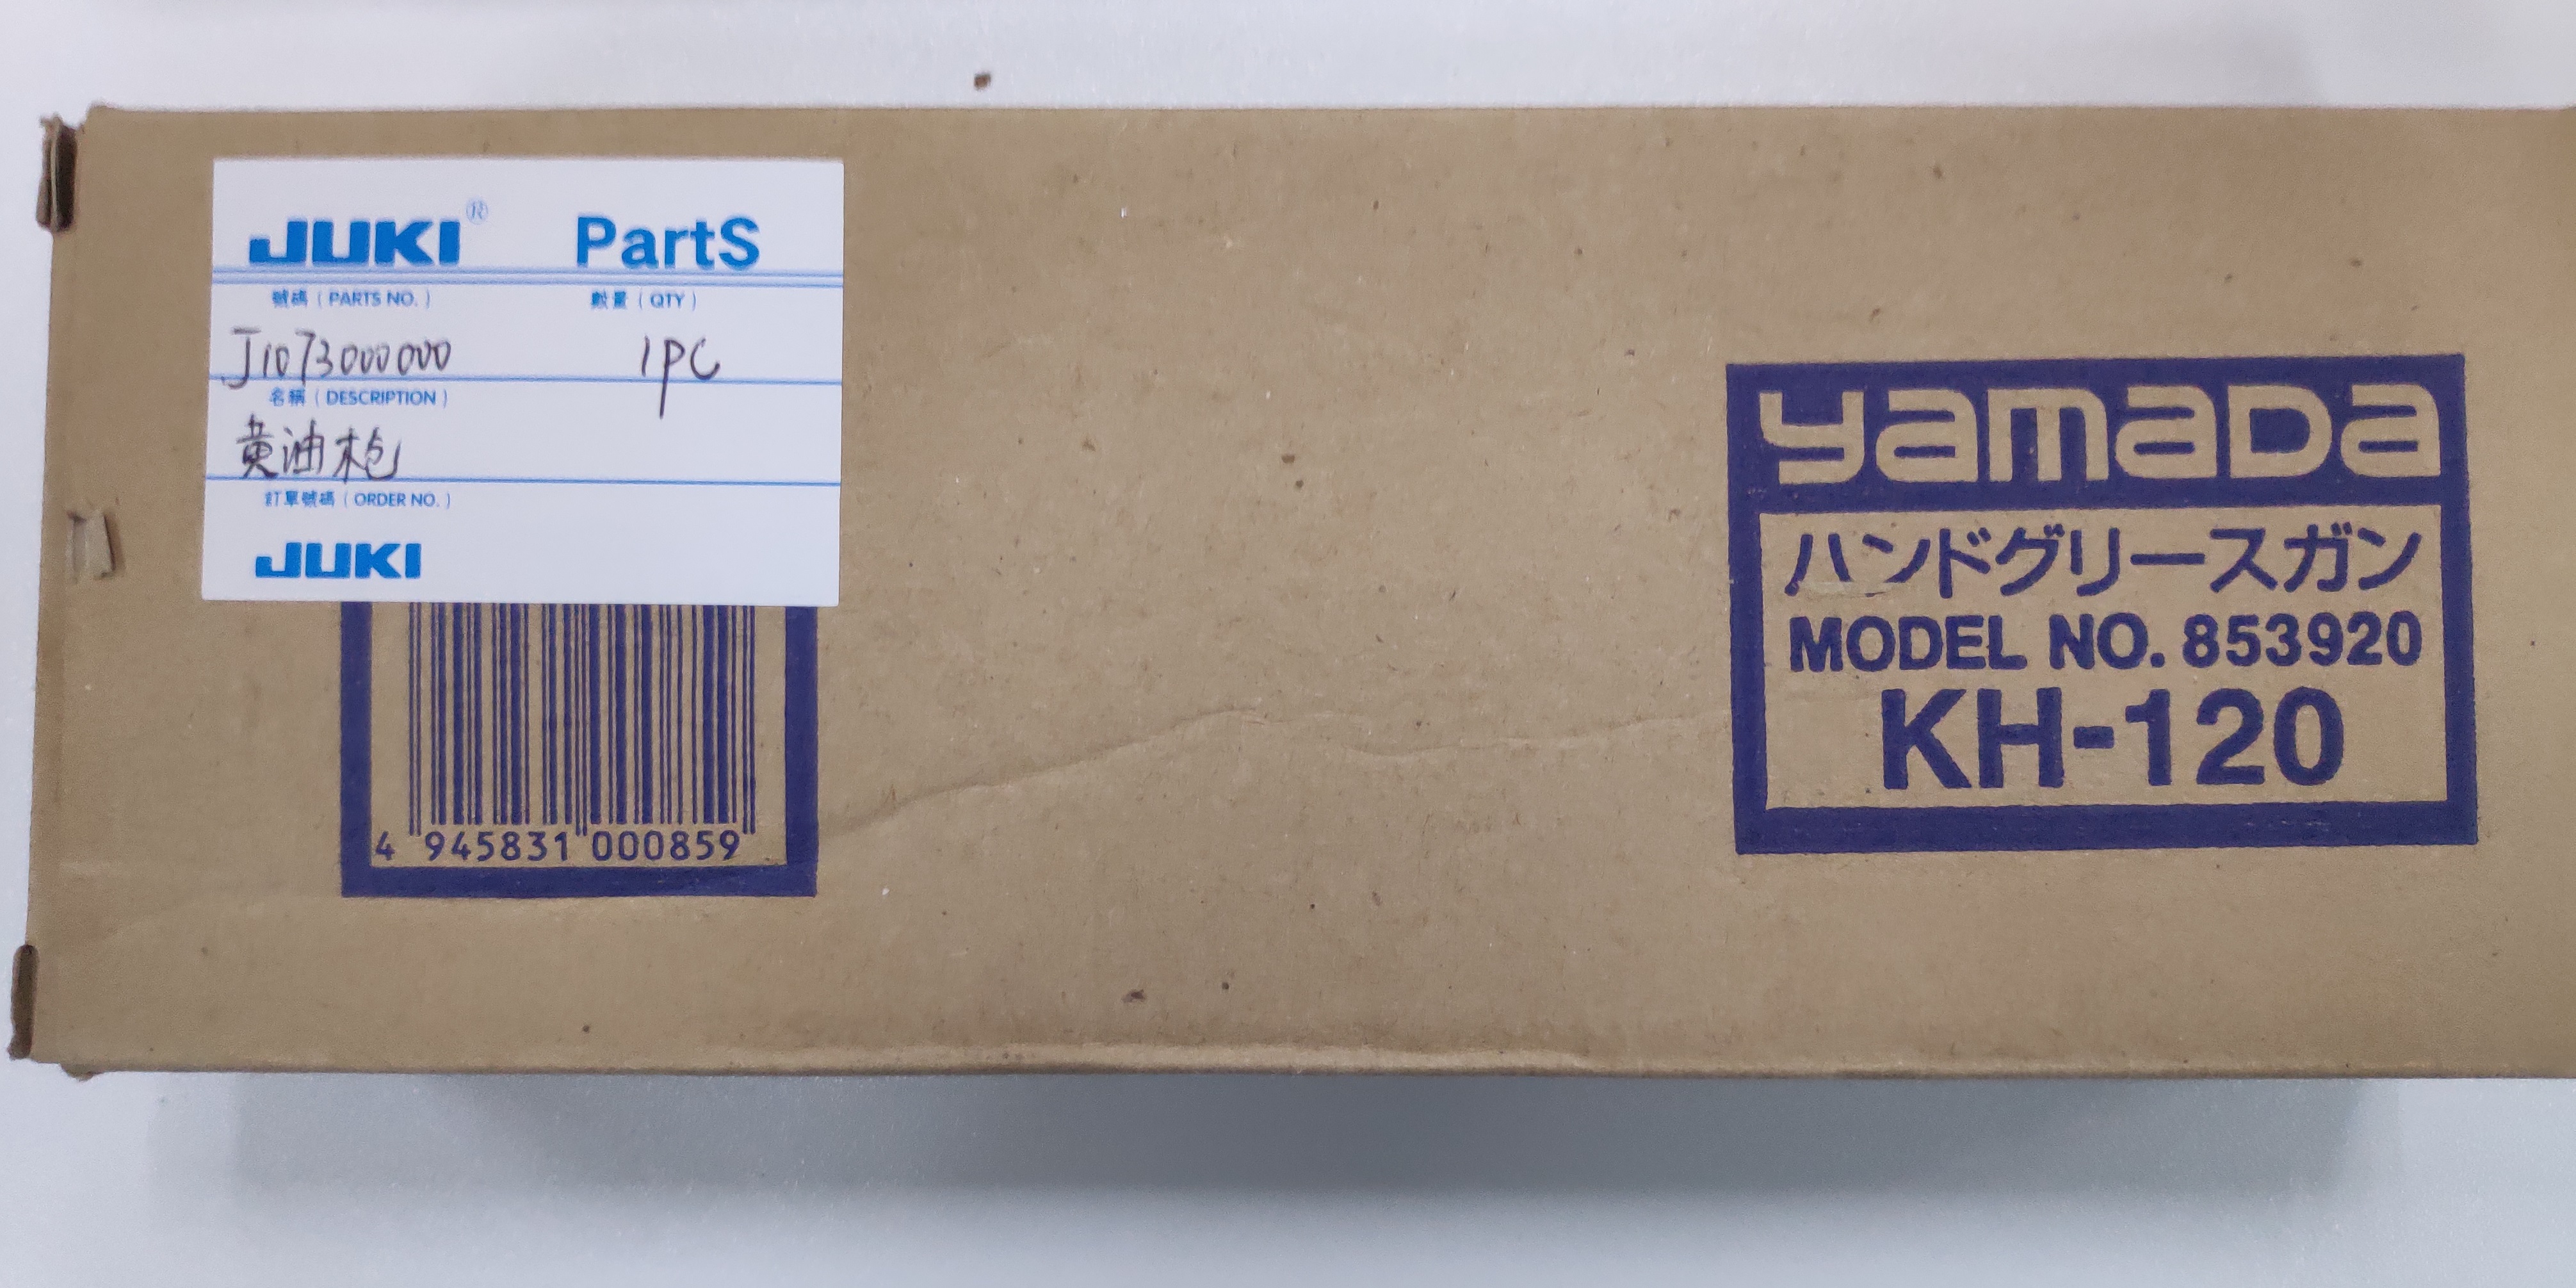 JUKI® PartS
號碼（PARTS NO.） 數量（QTY）
J1073000000 1PC
名稱（DESCRIPTION）
黄油枪
訂單號碼（ORDER NO.）
JUKI
4 945831 000859
yamada
ハンドグリースガン
MODEL NO. 853920
KH-120